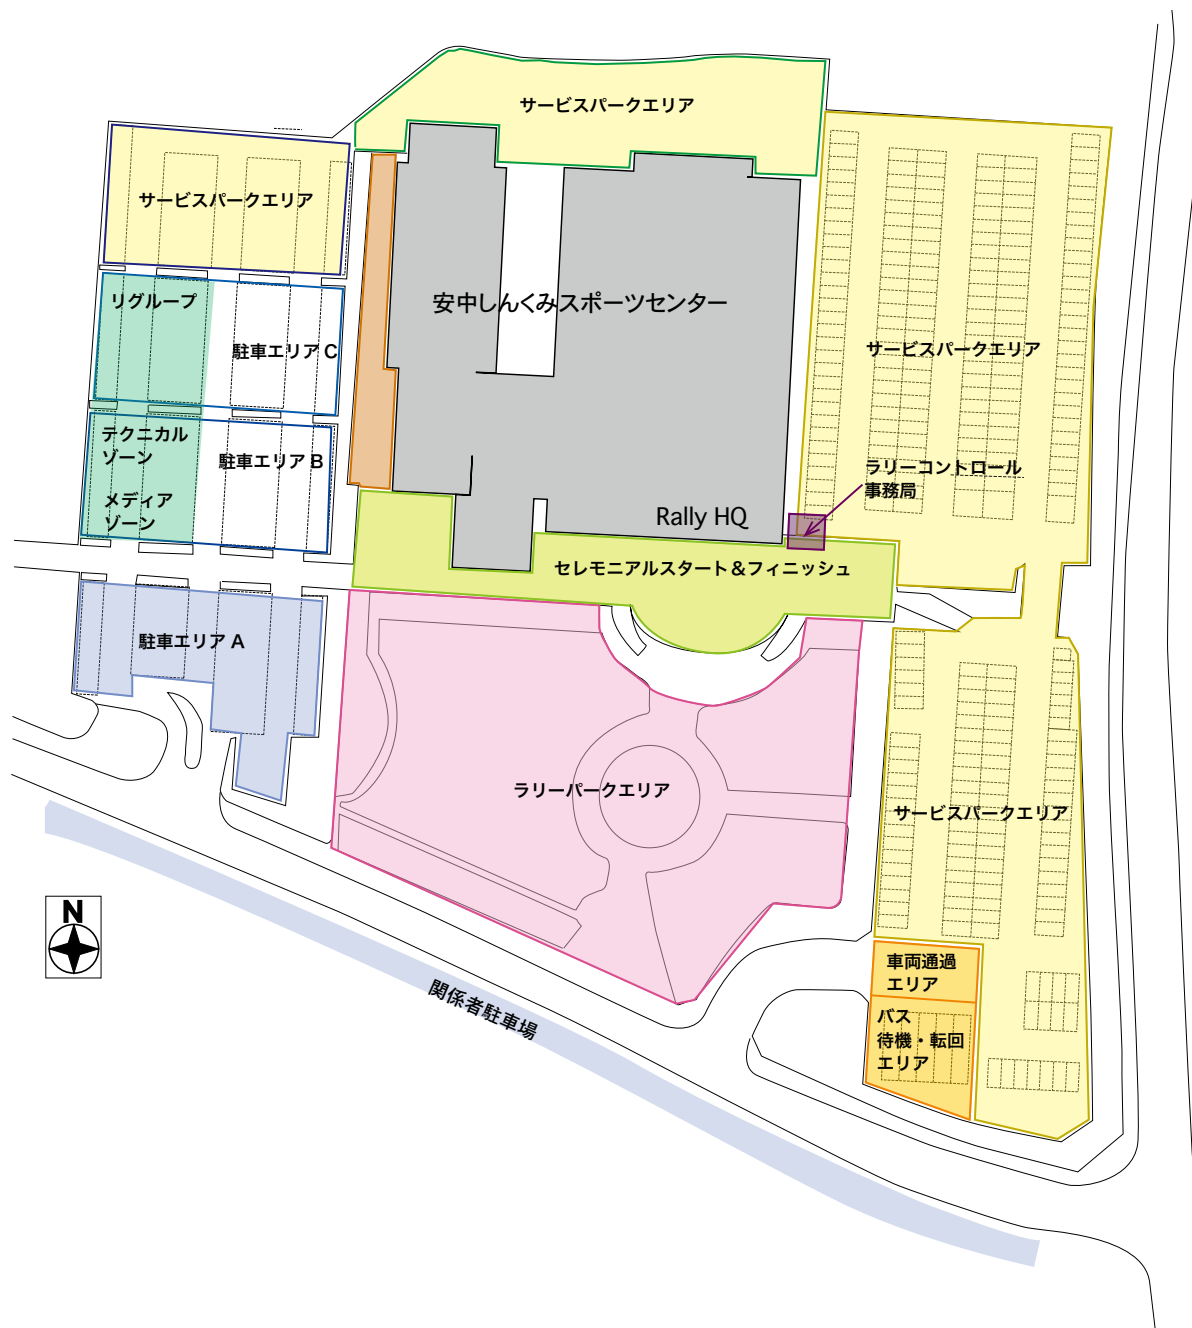 サービスパークエリア
サービスパークエリア
リグループ
安中しんくみスポーツセンター
駐車エリア C
サービスパークエリア
テクニカル
ゾーン
駐車エリア B
メディア
ゾーン
ラリーコントロール
事務局
Rally HQ
セレモニアルスタート＆フィニッシュ
駐車エリア A
ラリーパークエリア
サービスパークエリア
N
車両通過
エリア
関係者駐車場
バス
待機・転回
エリア